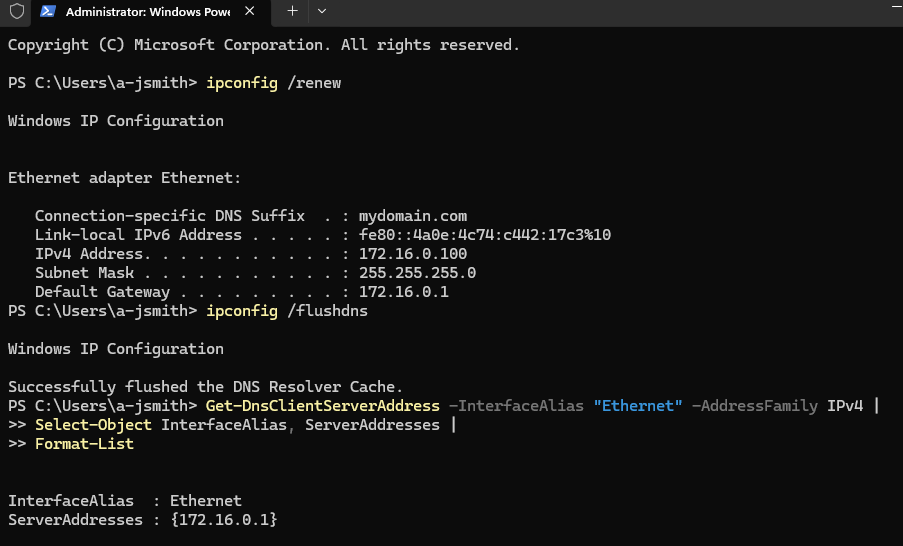 Administrator: Windows Powe
Copyright (C) Microsoft Corporation. All rights reserved.
PS C:\Users\a-jsmith> ipconfig /renew
Windows IP Configuration
Ethernet adapter Ethernet:
   Connection-specific DNS Suffix  . : mydomain.com
   Link-local IPv6 Address . . . . . : fe80::4a0e:4c74:c442:17c3%10
   IPv4 Address. . . . . . . . . . . : 172.16.0.100
   Subnet Mask . . . . . . . . . . . : 255.255.255.0
   Default Gateway . . . . . . . . . : 172.16.0.1
PS C:\Users\a-jsmith> ipconfig /flushdns
Windows IP Configuration
Successfully flushed the DNS Resolver Cache.
PS C:\Users\a-jsmith> Get-DnsClientServerAddress -InterfaceAlias "Ethernet" -AddressFamily IPv4 |
>> Select-Object InterfaceAlias, ServerAddresses |
>> Format-List
InterfaceAlias  : Ethernet
ServerAddresses : {172.16.0.1}